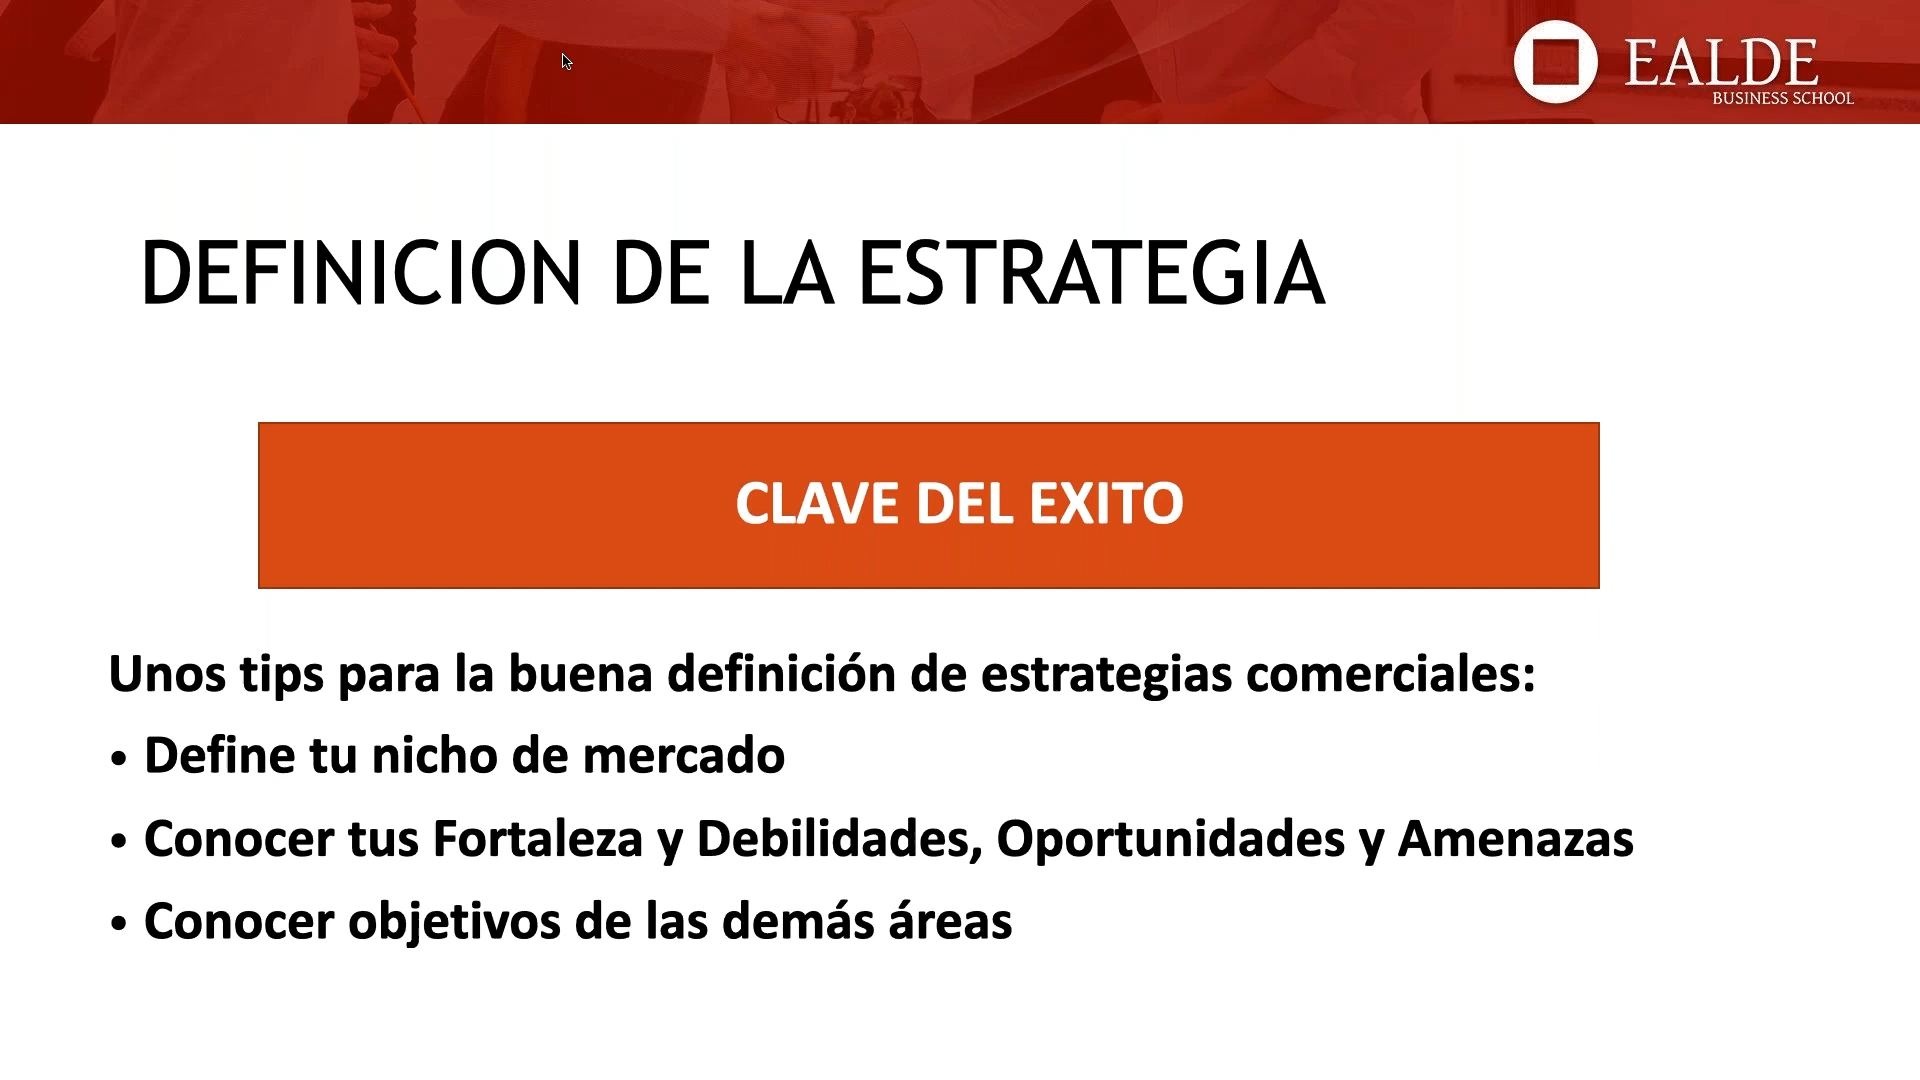 EALDE
BUSINESS SCHOOL
DEFINICION DE LA ESTRATEGIA
CLAVE DEL EXITO
Unos tips para la buena definición de estrategias comerciales:
• Define tu nicho de mercado
• Conocer tus Fortaleza y Debilidades, Oportunidades y Amenazas
• Conocer objetivos de las demás áreas